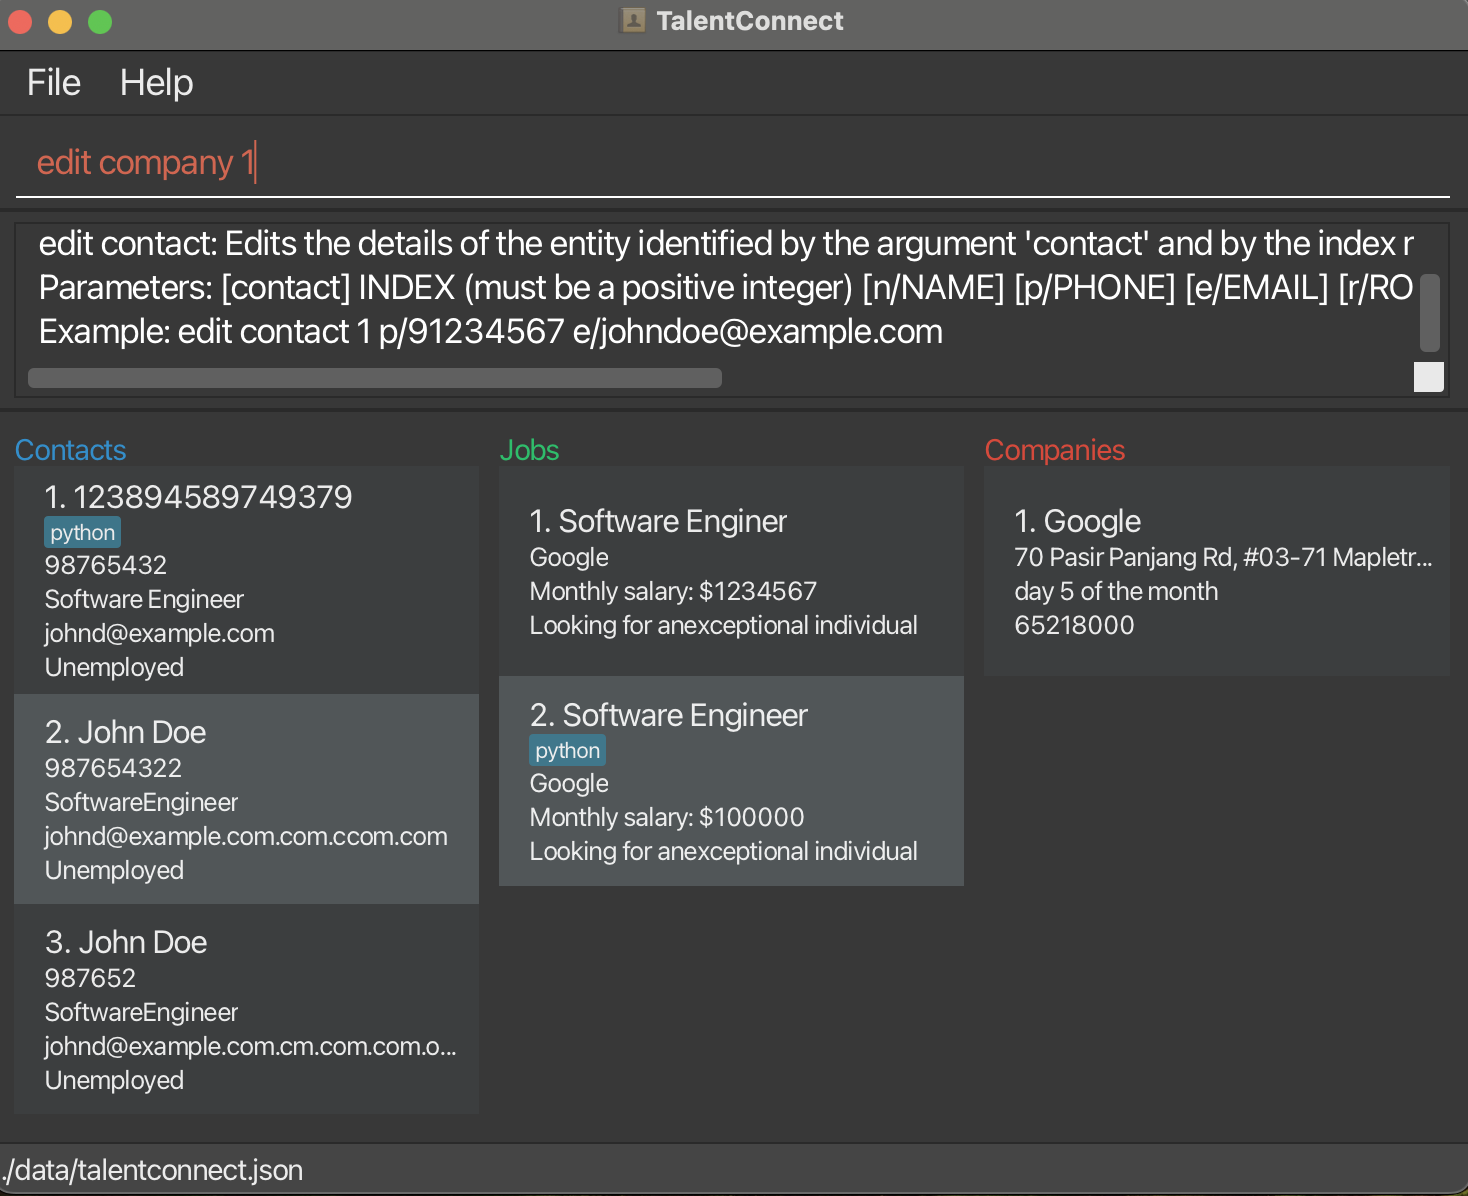 TalentConnect
File Help
edit company 1
edit contact: Edits the details of the entity identified by the argument 'contact' and by the index r
Parameters: [contact] INDEX (must be a positive integer) [n/NAME] [p/PHONE] [e/EMAIL] [r/RO
Example: edit contact 1 p/91234567 e/johndoe@example.com
Contacts
1. 123894589749379
python
98765432
Software Engineer
johnd@example.com
Unemployed
2. John Doe
987654322
SoftwareEngineer
johnd@example.com.com.ccom.com
Unemployed
3. John Doe
987652
SoftwareEngineer
johnd@example.com.cm.com.com.o...
Unemployed
Jobs
1. Software Enginer
Google
Monthly salary: $1234567
Looking for anexceptional individual
2. Software Engineer
python
Google
Monthly salary: $100000
Looking for anexceptional individual
Companies
1. Google
70 Pasir Panjang Rd, #03-71 Mapletr...
day 5 of the month
65218000
./data/talentconnect.json